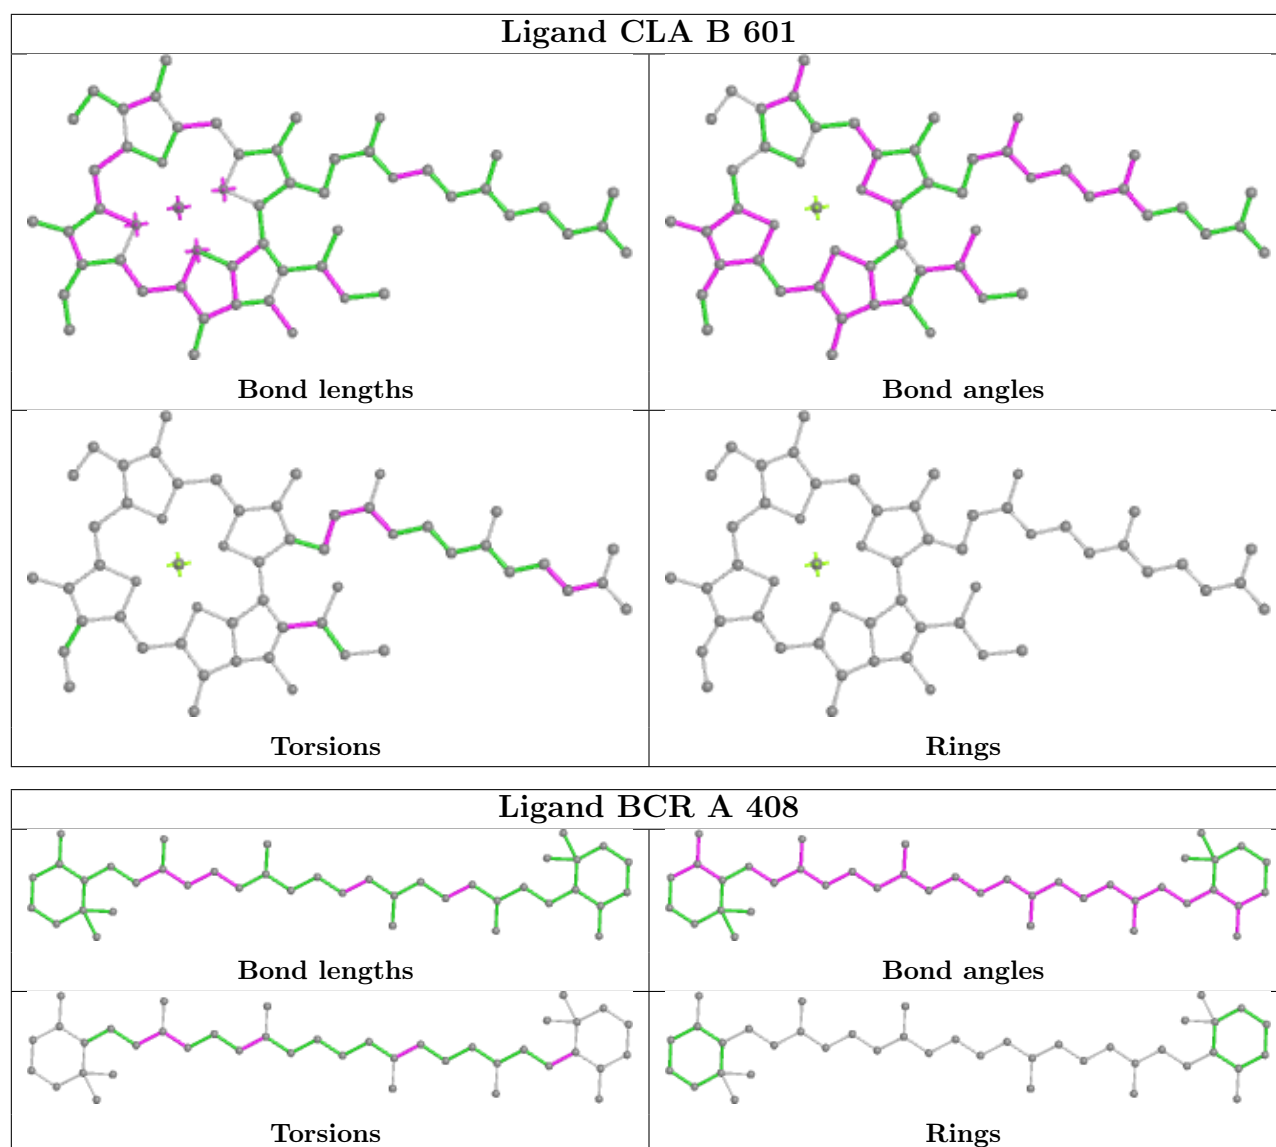 Ligand CLA B 601
Bond lengths
Bond angles
Torsions
Rings
Ligand BCR A 408
Bond lengths
Bond angles
Torsions
Rings